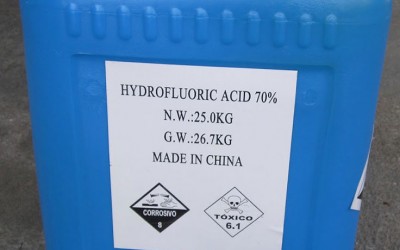 HYDROFLUORIC ACID 70%
N.W.:25.0KG
G.W.:26.7KG
MADE IN CHINA
CORROSIVO
8
TÓXICO
6.1